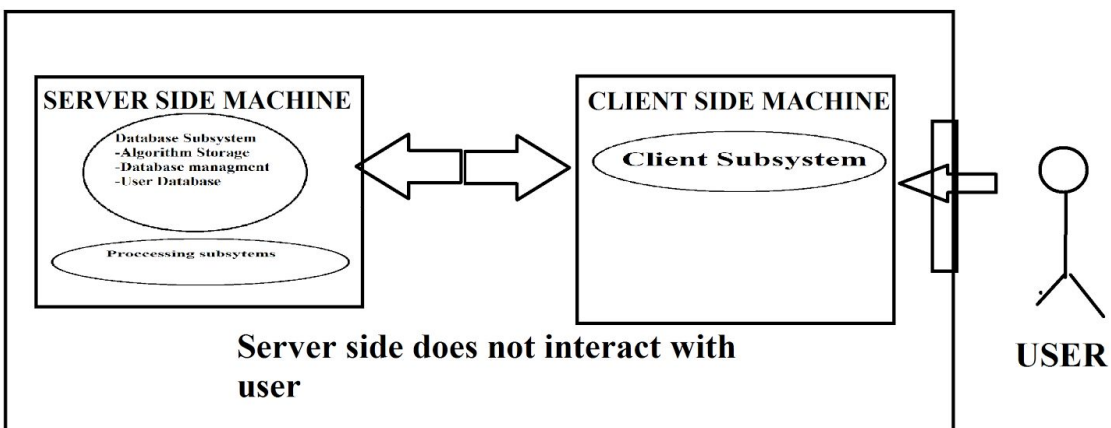 SERVER SIDE MACHINE
Database Subsystem
-Algorithm Storage
-Database managment
-User Database
Proccessing subsytems
CLIENT SIDE MACHINE
Client Subsystem
Server side does not interact with
user
USER